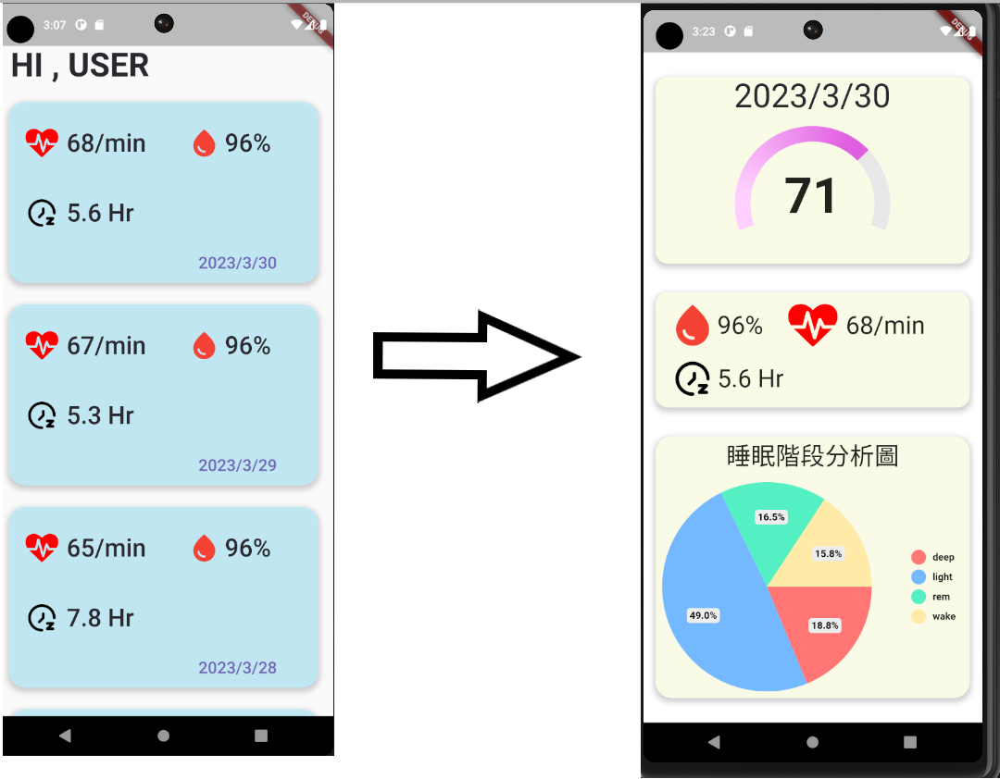 3:07
DEBUG
HI , USER
68/min 96%
5.6 Hr
2023/3/30
67/min 96%
5.3 Hr
2023/3/29
65/min 96%
7.8 Hr
2023/3/28
3:23
DEBUG
2023/3/30
71
96% 68/min
5.6 Hr
睡眠階段分析圖
16.5%
15.8%
49.0%
18.8%
deep
light
rem
wake